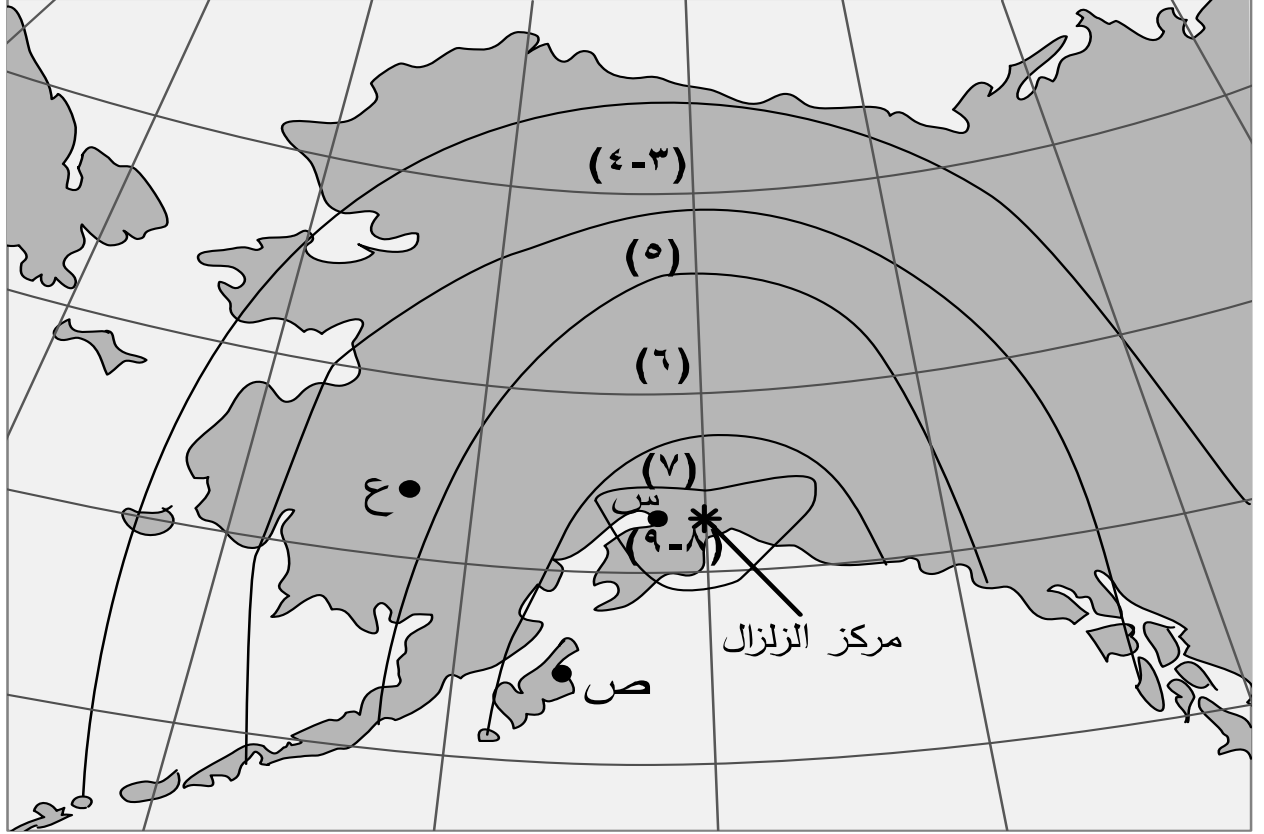 (٣-٤)
(٥)
(٦)
(٧)
س
ع
(٨-٩)
مركز الزلزال
ص